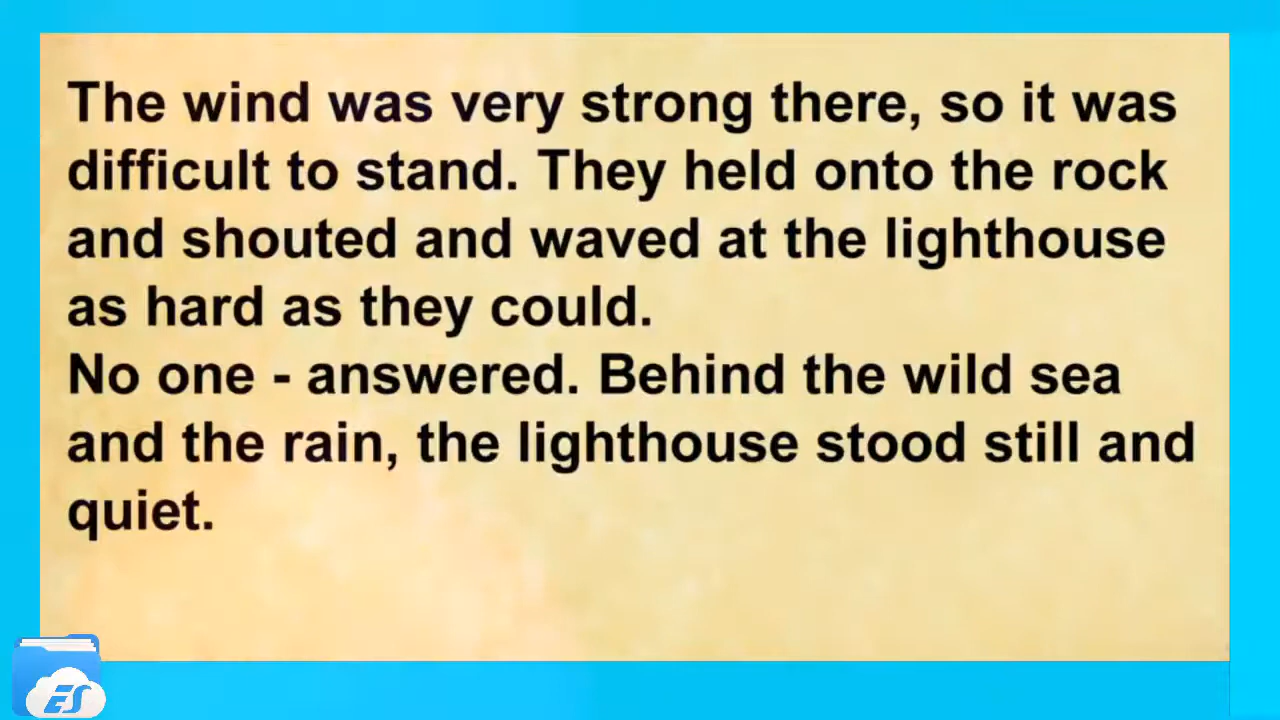 The wind was very strong there, so it was
difficult to stand. They held onto the rock
and shouted and waved at the lighthouse
as hard as they could.
No one - answered. Behind the wild sea
and the rain, the lighthouse stood still and
quiet.
ES